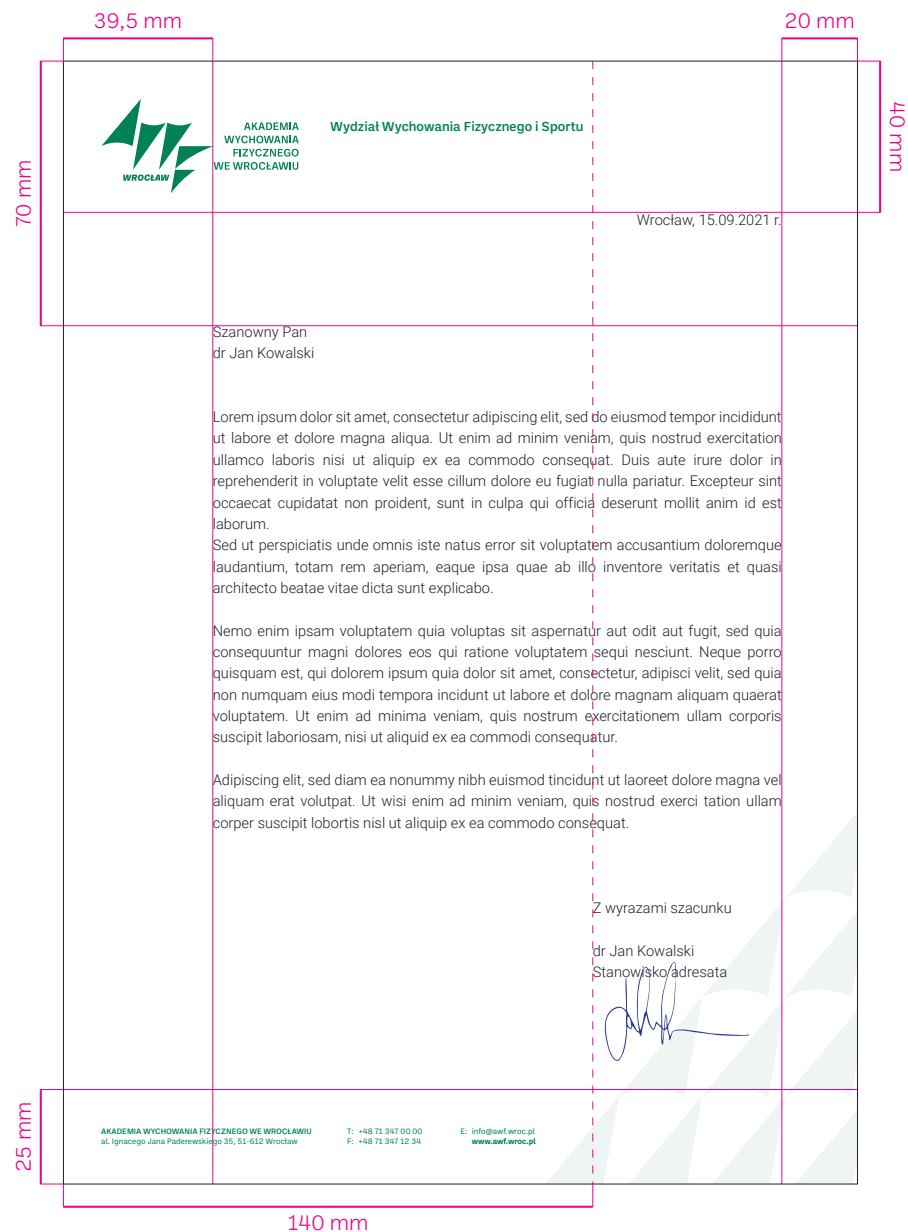 39,5 mm
20 mm
40 mm
70 mm
WROCŁAW
AKADEMIA
WYCHOWANIA
FIZYCZNEGO
WE WROCŁAWIU
Wydział Wychowania Fizycznego i Sportu
Wrocław, 15.09.2021 r.
Szanowny Pan
dr Jan Kowalski
Lorem ipsum dolor sit amet, consectetur adipiscing elit, sed do eiusmod tempor incididunt
ut labore et dolore magna aliqua. Ut enim ad minim veniam, quis nostrud exercitation
ullamco laboris nisi ut aliquip ex ea commodo consequat. Duis aute irure dolor in
reprehenderit in voluptate velit esse cillum dolore eu fugiat nulla pariatur. Excepteur sint
occaecat cupidatat non proident, sunt in culpa qui officia deserunt mollit anim id est
laborum.
Sed ut perspiciatis unde omnis iste natus error sit voluptatem accusantium doloremque
laudantium, totam rem aperiam, eaque ipsa quae ab illo inventore veritatis et quasi
architecto beatae vitae dicta sunt explicabo.
Nemo enim ipsam voluptatem quia voluptas sit aspernatur aut odit aut fugit, sed quia
consequuntur magni dolores eos qui ratione voluptatem sequi nesciunt. Neque porro
quisquam est, qui dolorem ipsum quia dolor sit amet, consectetur, adipisci velit, sed quia
non numquam eius modi tempora incidunt ut labore et dolore magnam aliquam quaerat
voluptatem. Ut enim ad minima veniam, quis nostrum exercitationem ullam corporis
suscipit laboriosam, nisi ut aliquid ex ea commodi consequatur.
Adipiscing elit, sed diam ea nonummy nibh euismod tincidunt ut laoreet dolore magna vel
aliquam erat volutpat. Ut wisi enim ad minim veniam, quis nostrud exerci tation ullam
corper suscipit lobortis nisl ut aliquip ex ea commodo consequat.
Z wyrazami szacunku
dr Jan Kowalski
Stanowisko adresata
25 mm
AKADEMIA WYCHOWANIA FIZYCZNEGO WE WROCŁAWIU
al. Ignacego Jana Paderewskiego 35, 51-612 Wrocław
T: +48 71 347 00 00
F: +48 71 347 12 34
E: info@awf.wroc.pl
www.awf.wroc.pl
140 mm